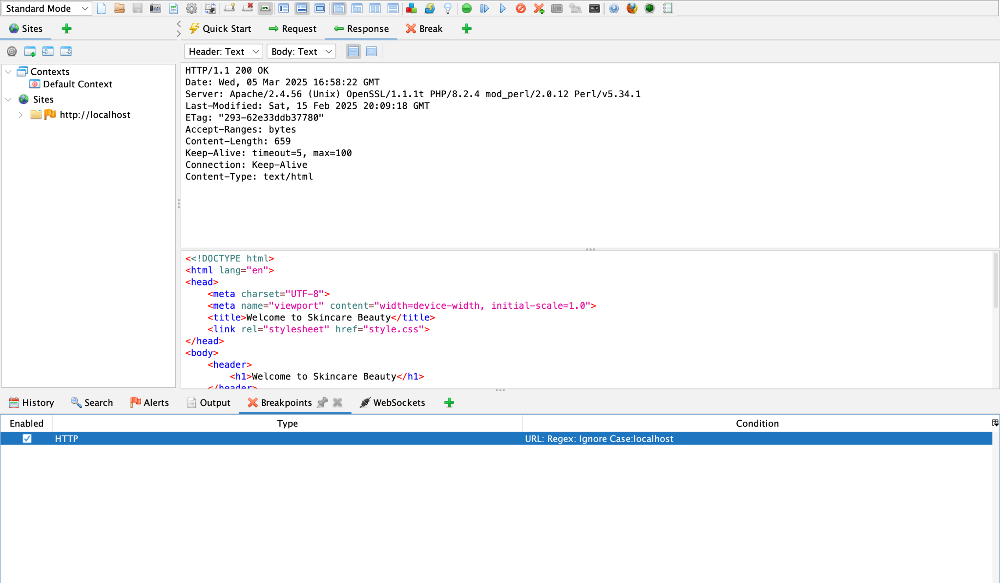 Standard Mode
Sites
Quick Start
Request
Response
Break
Header: Text
Body: Text
Contexts
Default Context
Sites
http://localhost
HTTP/1.1 200 OK
Date: Wed, 05 Mar 2025 16:58:22 GMT
Server: Apache/2.4.56 (Unix) OpenSSL/1.1.1t PHP/8.2.4 mod_perl/2.0.12 Perl/v5.34.1
Last-Modified: Sat, 15 Feb 2025 20:09:18 GMT
ETag: "293-62e33ddb37780"
Accept-Ranges: bytes
Content-Length: 659
Keep-Alive: timeout=5, max=100
Connection: Keep-Alive
Content-Type: text/html
<<!DOCTYPE html>
<html lang="en">
<head>
    <meta charset="UTF-8">
    <meta name="viewport" content="width=device-width, initial-scale=1.0">
    <title>Welcome to Skincare Beauty</title>
    <link rel="stylesheet" href="style.css">
</head>
<body>
    <header>
        <h1>Welcome to Skincare Beauty</h1>
    </header>
History
Search
Alerts
Output
Breakpoints
WebSockets
Enabled Type Condition
HTTP URL: Regex: Ignore Case:localhost